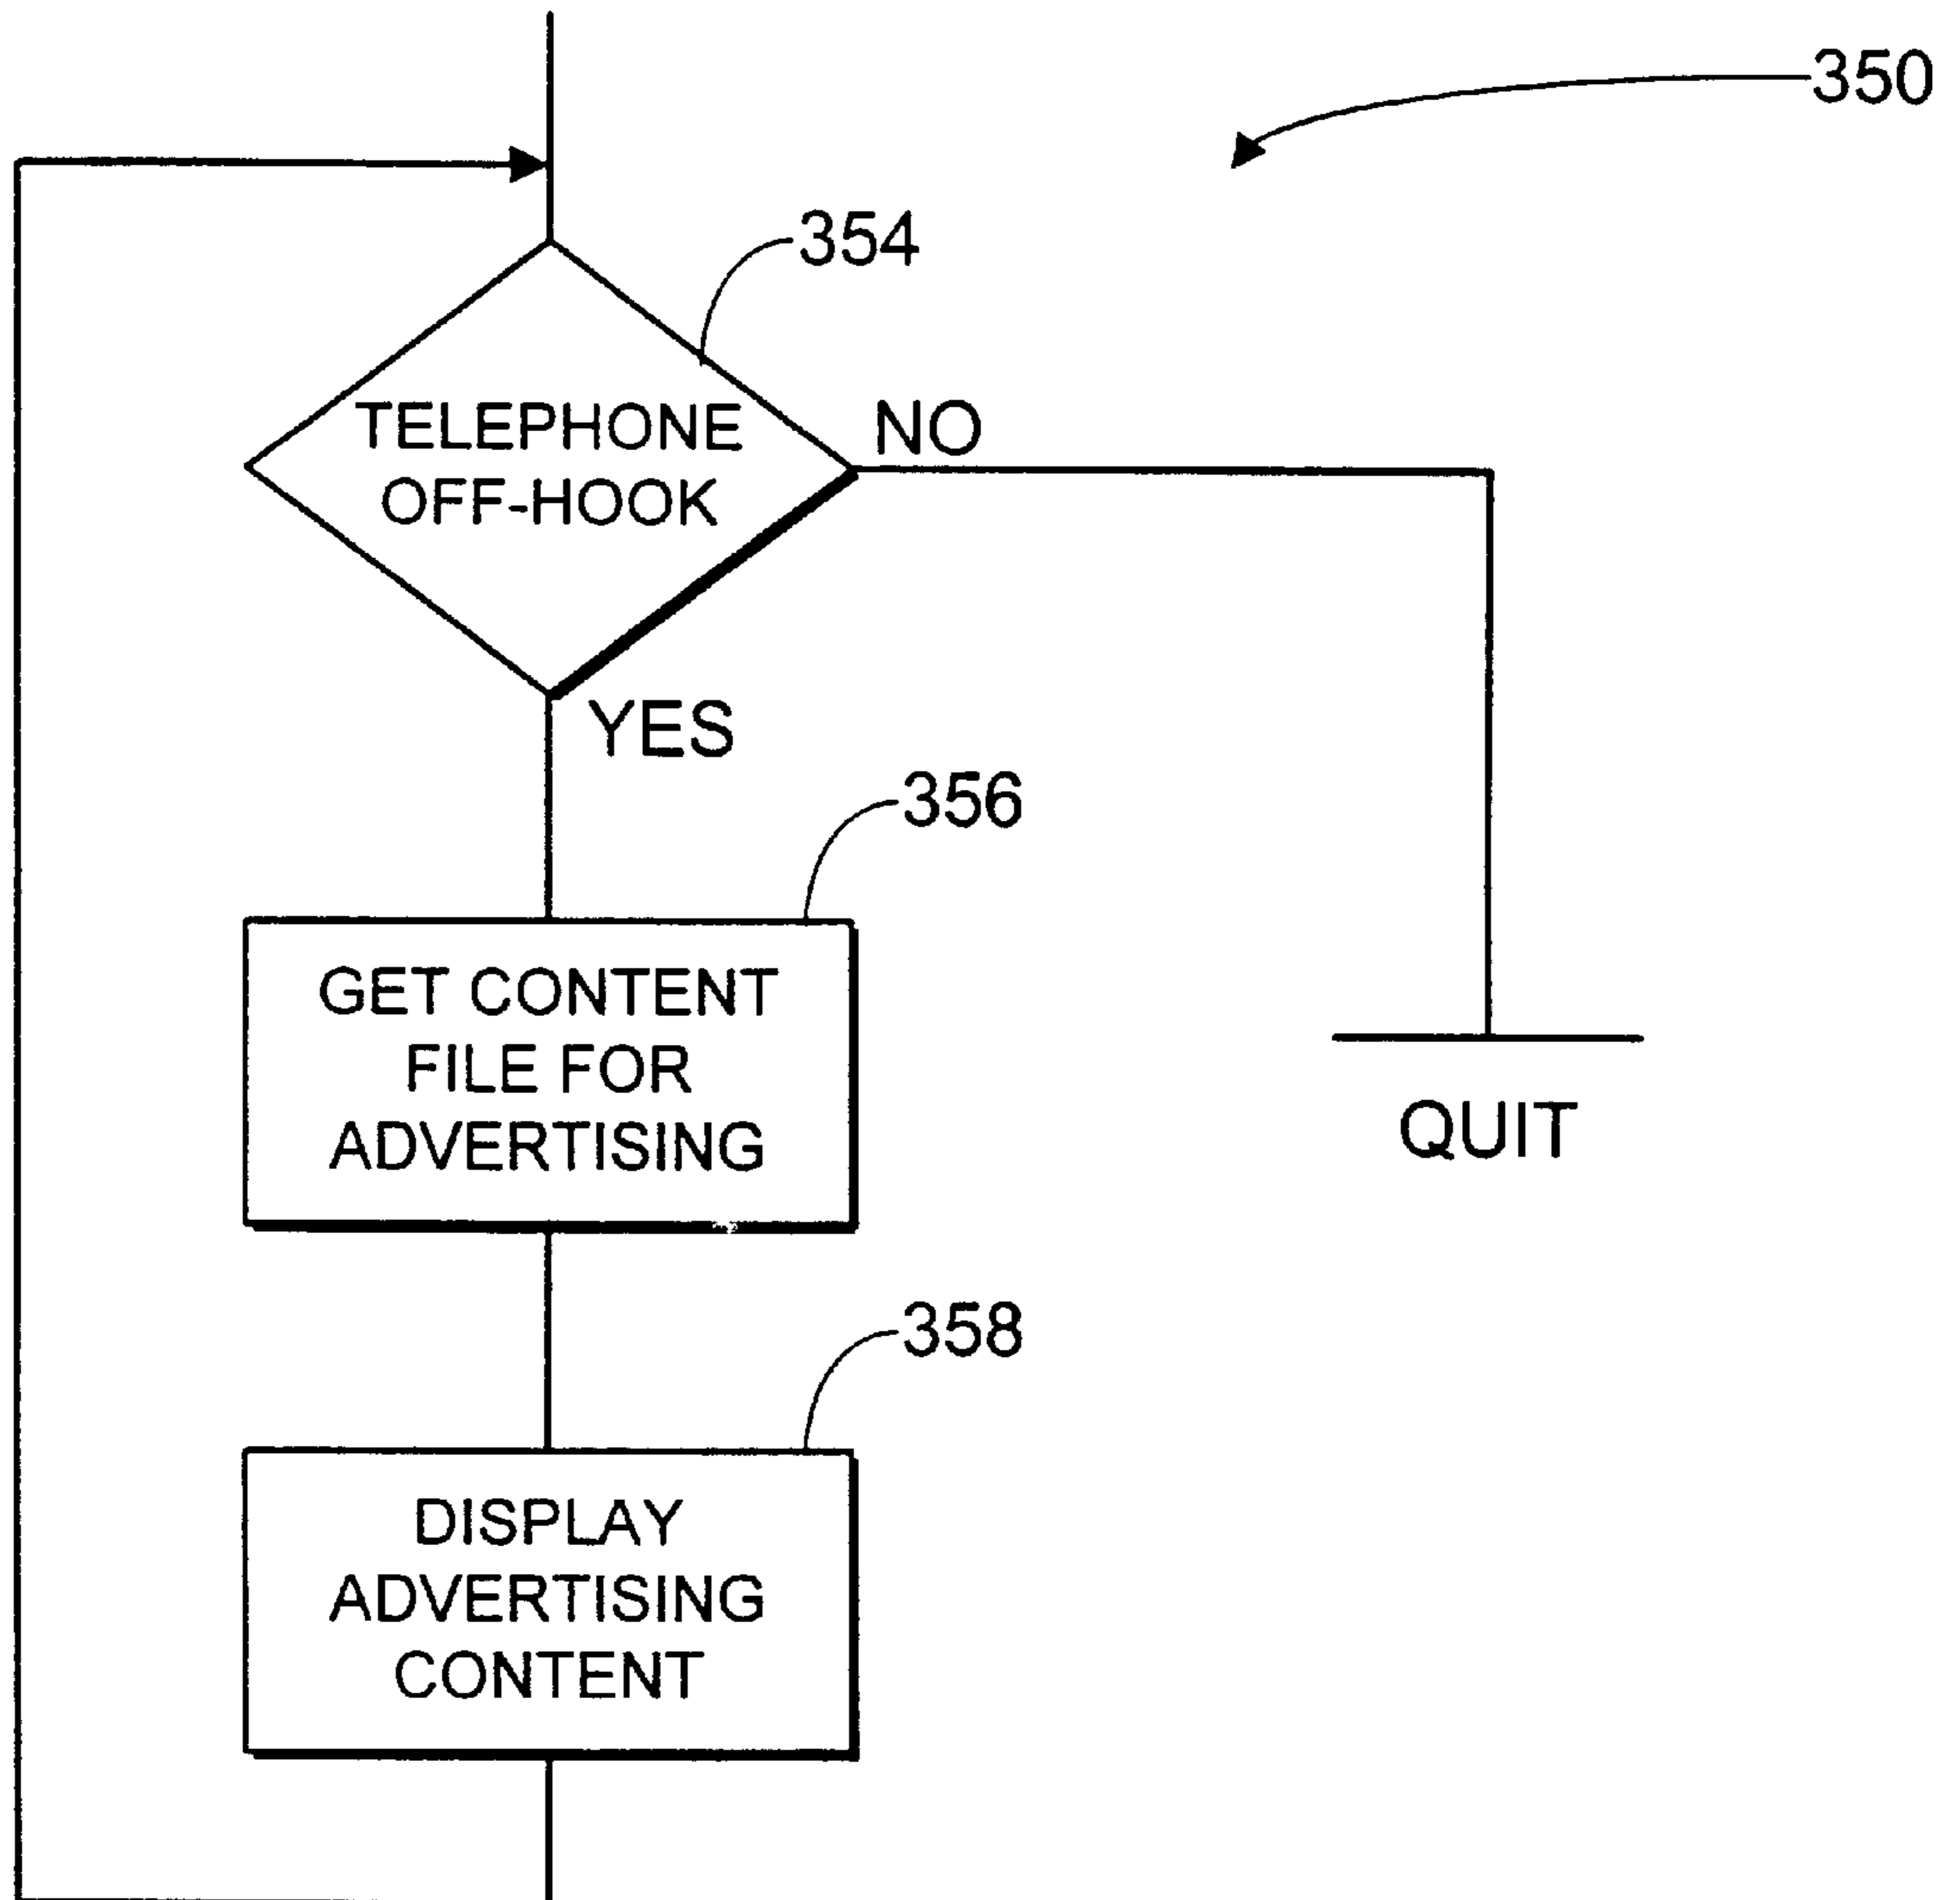 350
354
TELEPHONE
OFF-HOOK
NO
YES
356
GET CONTENT
FILE FOR
ADVERTISING
QUIT
358
DISPLAY
ADVERTISING
CONTENT